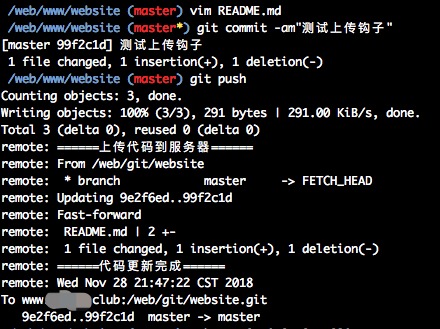 /web/www/website (master) vim README.md
/web/www/website (master*) git commit -am"测试上传钩子"
[master 99f2c1d] 测试上传钩子
1 file changed, 1 insertion(+), 1 deletion(-)
/web/www/website (master) git push
Counting objects: 3, done.
Writing objects: 100% (3/3), 291 bytes | 291.00 KiB/s, done.
Total 3 (delta 0), reused 0 (delta 0)
remote: ======上传代码到服务器======
remote: From /web/git/website
remote:  * branch            master     -> FETCH_HEAD
remote: Updating 9e2f6ed..99f2c1d
remote: Fast-forward
remote:  README.md | 2 +-
remote:  1 file changed, 1 insertion(+), 1 deletion(-)
remote: ======代码更新完成======
remote: Wed Nov 28 21:47:22 CST 2018
To www club:/web/git/website.git
9e2f6ed..99f2c1d  master -> master